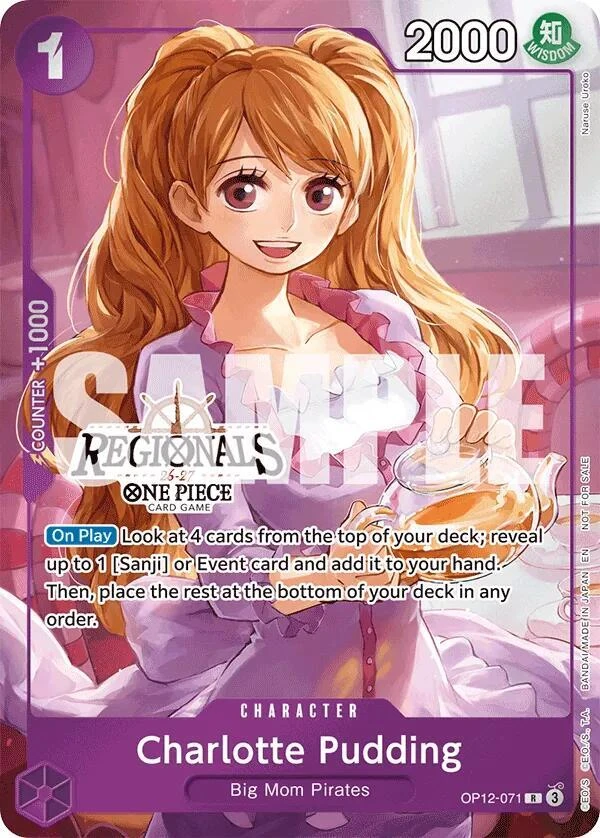 1
2000
知
WISDOM
Naruse Uroko
COUNTER +1000
SAMPLE
REGIONALS
26-27
ONE PIECE
CARD GAME
On Play Look at 4 cards from the top of your deck; reveal
up to 1 [Sanji] or Event card and add it to your hand.
Then, place the rest at the bottom of your deck in any
order.
©E.O/S ©E.O./S., T.A. BANDAI/MADE IN JAPAN EN NOT FOR SALE
CHARACTER
Charlotte Pudding
Big Mom Pirates
OP12-071 R 3